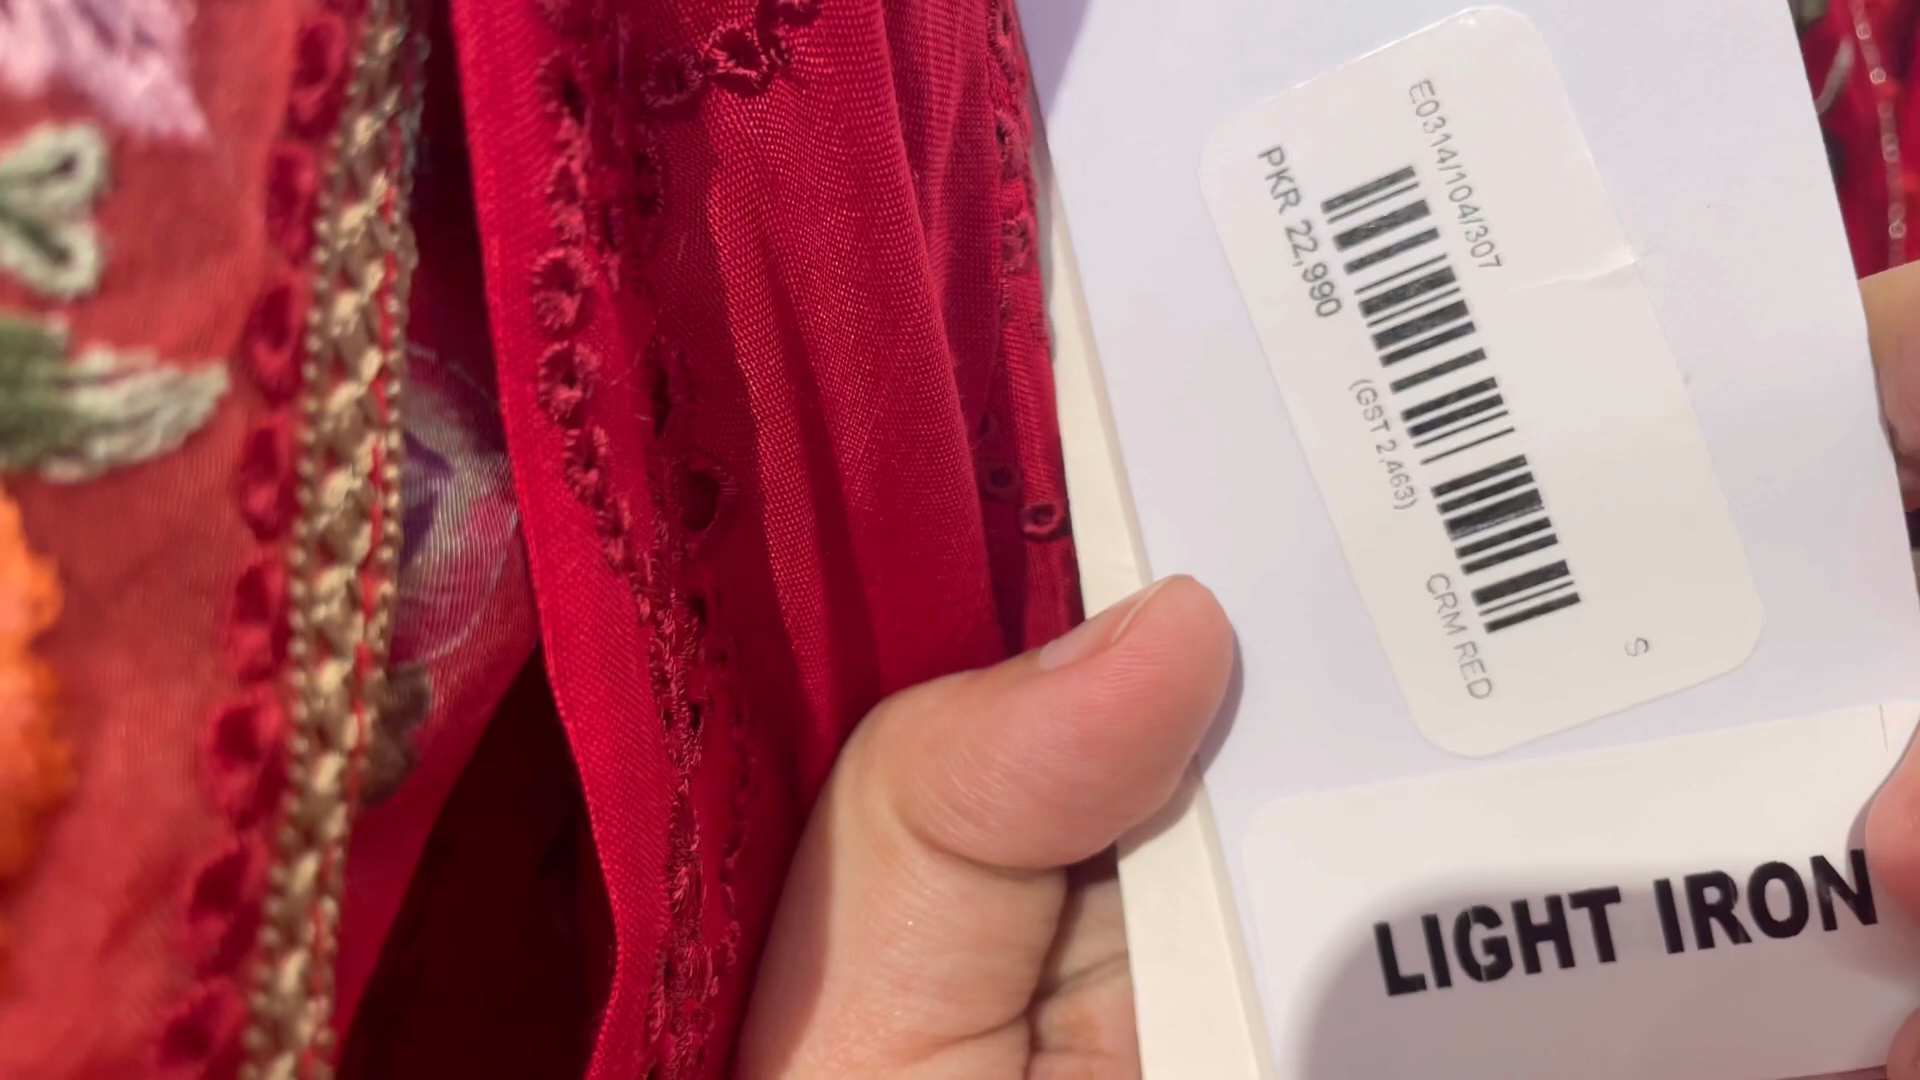 E0314/104/307
PKR 22,990
(GST 2,463)
CRM RED
S
LIGHT IRON